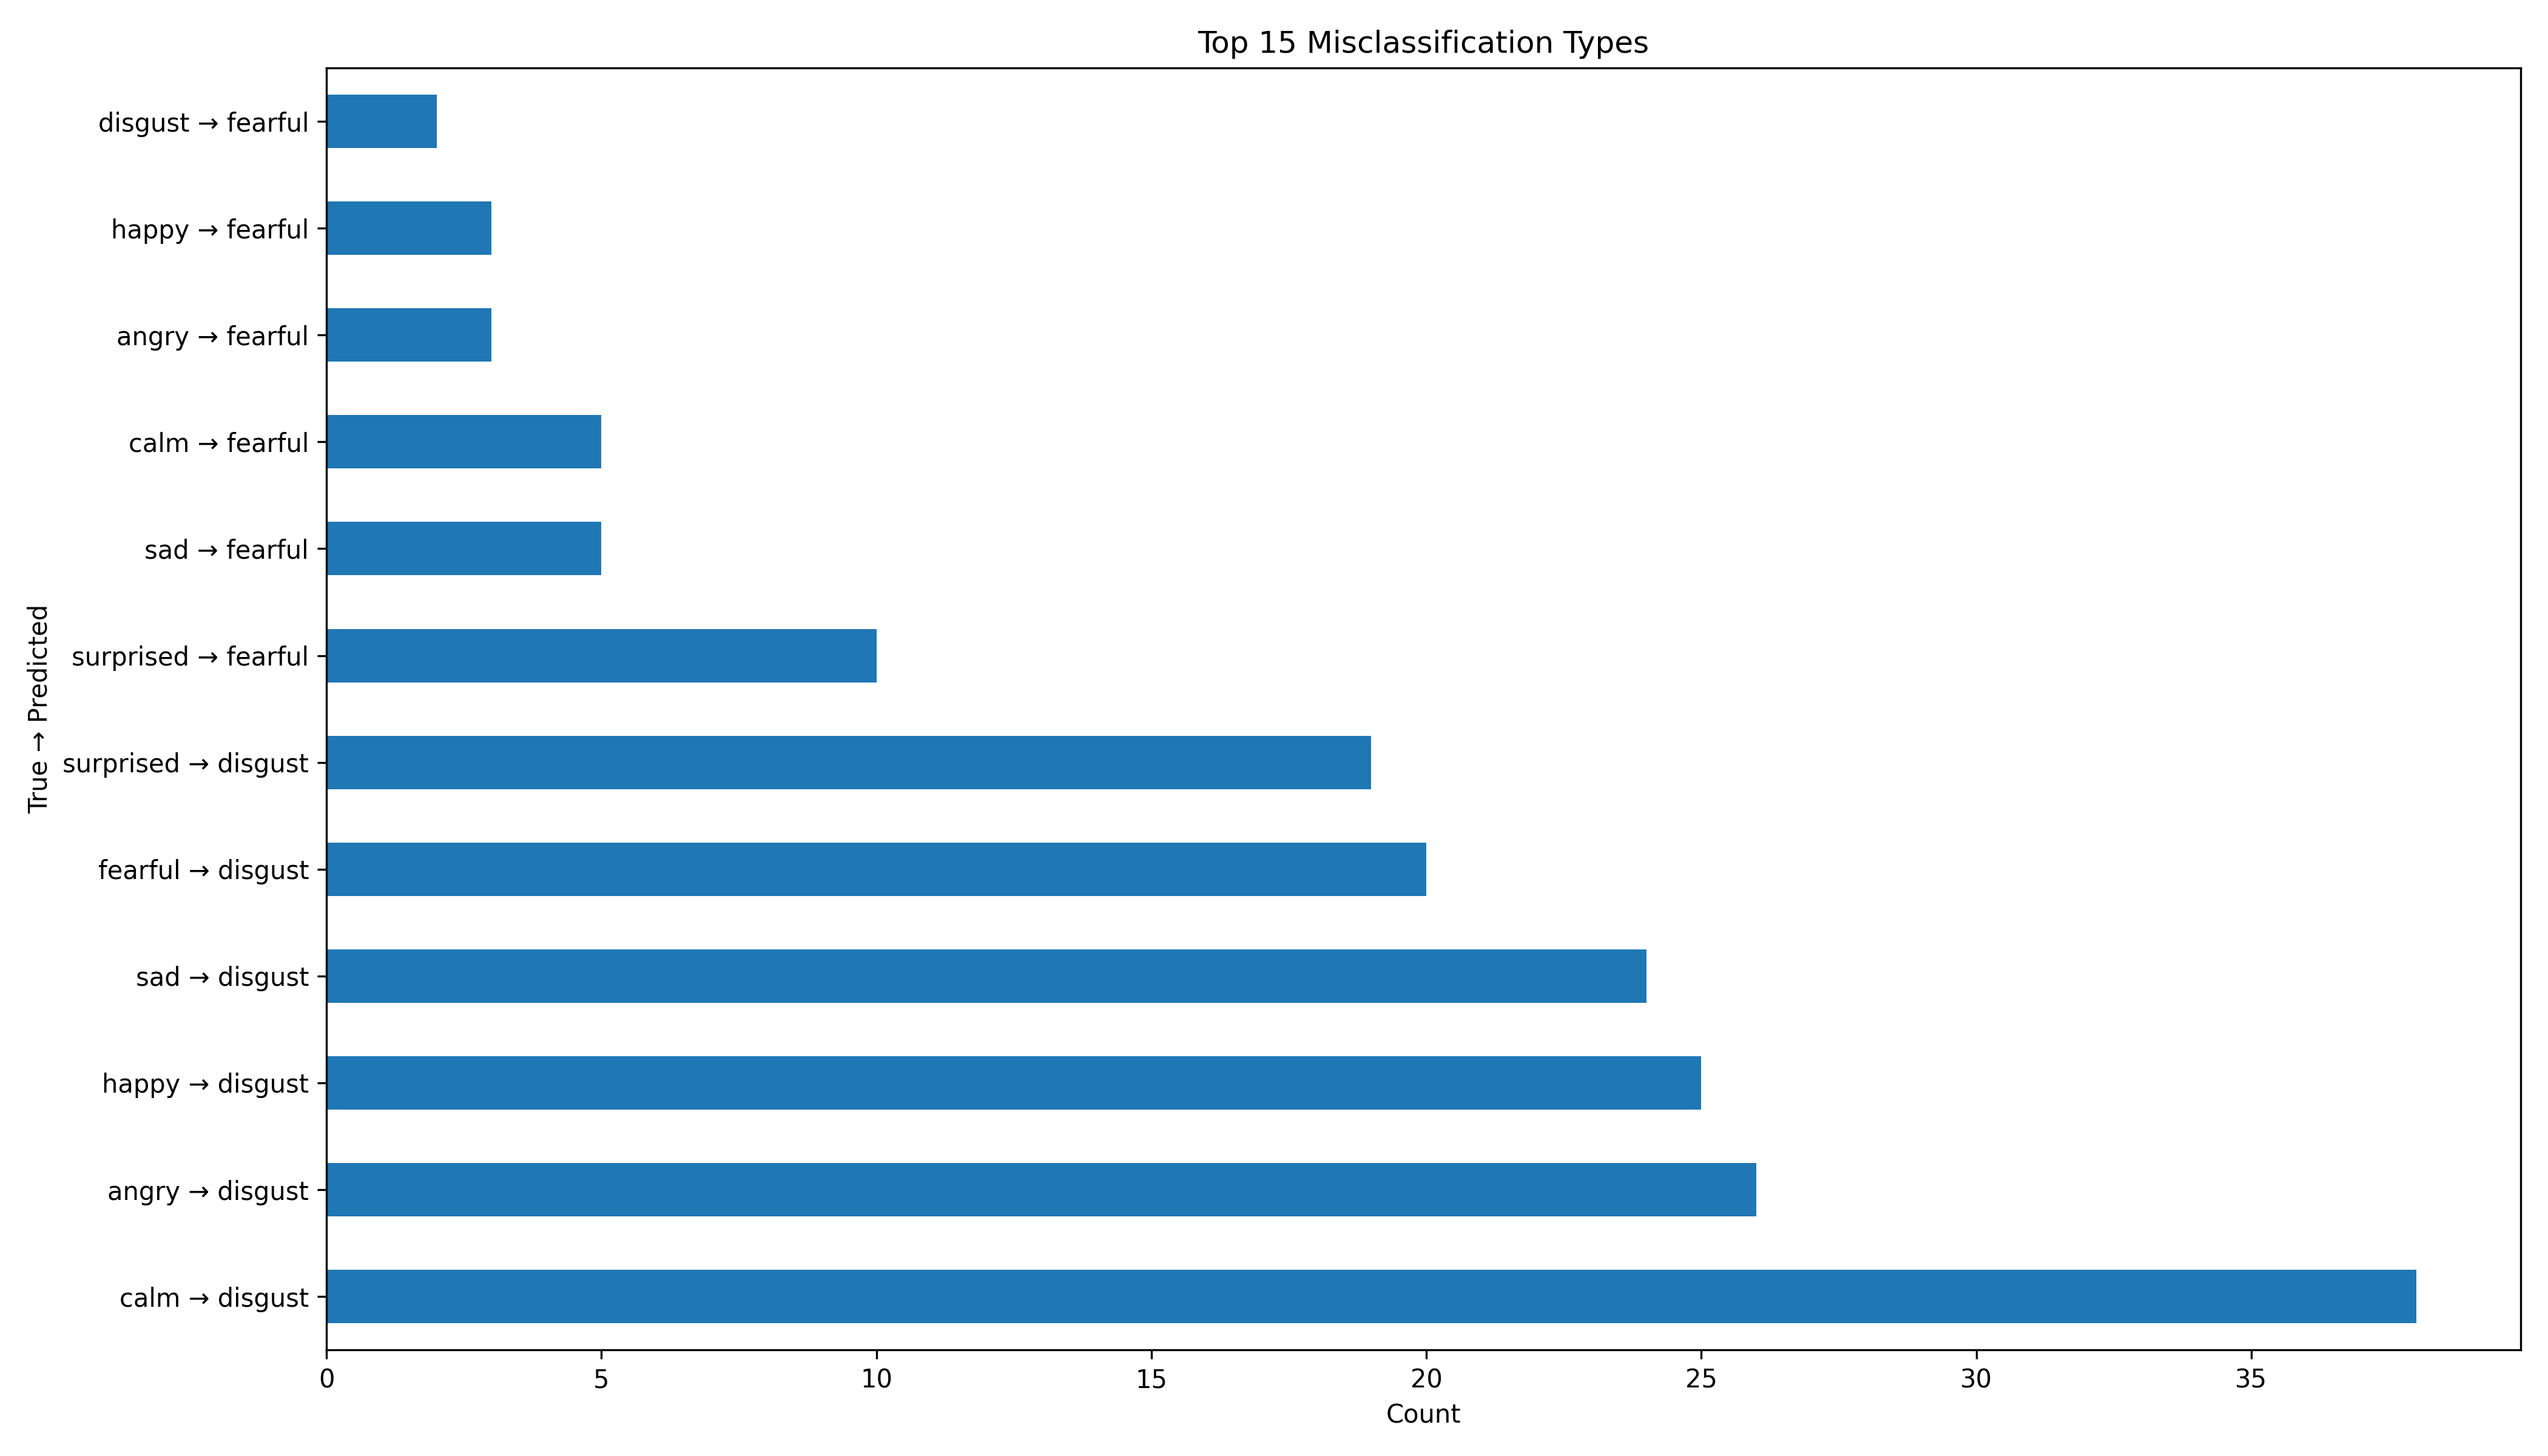 Top 15 Misclassification Types
True → Predicted
disgust → fearful
happy → fearful
angry → fearful
calm → fearful
sad → fearful
surprised → fearful
surprised → disgust
fearful → disgust
sad → disgust
happy → disgust
angry → disgust
calm → disgust
0 5 10 15 20 25 30 35
Count